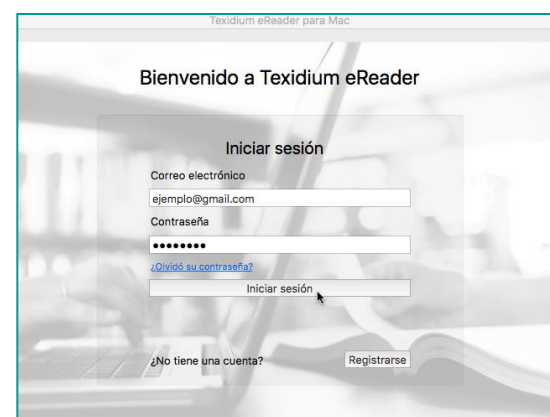 Texidium eReader para Mac
Bienvenido a Texidium eReader
Iniciar sesión
Correo electrónico
ejemplo@gmail.com
Contraseña
●●●●●●●●
¿Olvidó su contraseña?
Iniciar sesión
¿No tiene una cuenta? Registrarse